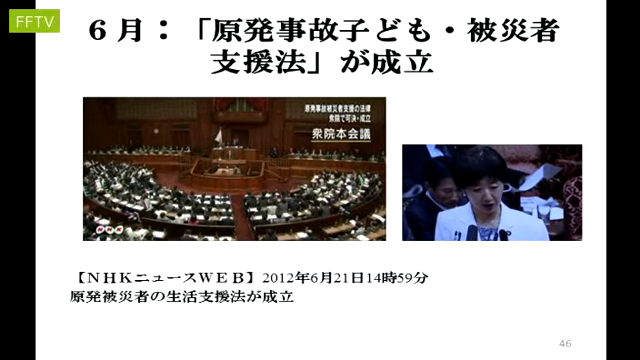 FFTV
６月：「原発事故子ども・被災者
支援法」が成立
原発事故被災者支援の法律
衆院で可決・成立
衆院本会議
NHK
【ＮＨＫニュースＷＥＢ】2012年6月21日14時59分
原発被災者の生活支援法が成立
46